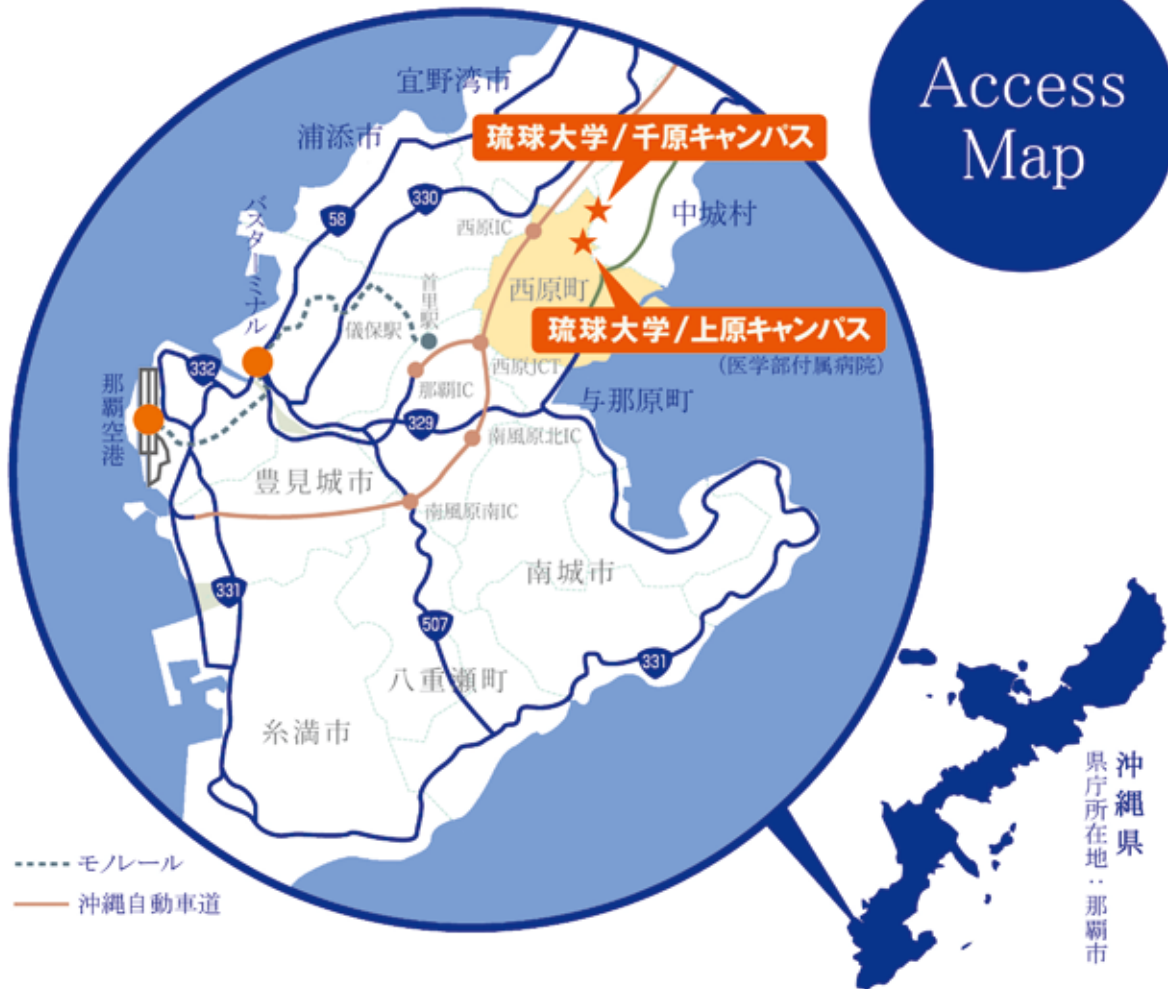 Access
Map
宜野湾市
浦添市
琉球大学/千原キャンパス
330
58
中城村
西原IC
バスターミナル
西原町
首里駅
儀保駅
琉球大学/上原キャンパス
(医学部付属病院)
332
西原JCT
那覇IC
与那原町
那覇空港
329
南風原北IC
豊見城市
南風原南IC
南城市
331
507
331
八重瀬町
糸満市
沖縄県
県庁所在地:那覇市
モノレール
沖縄自動車道